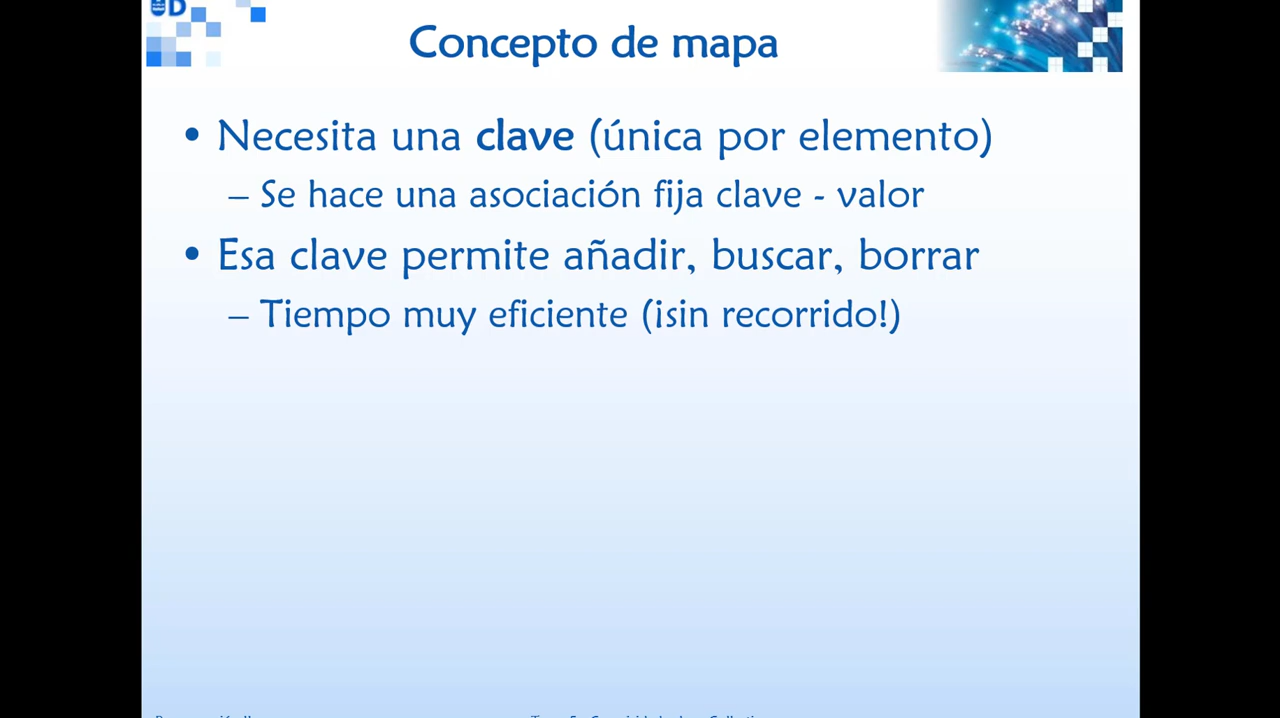 Concepto de mapa
• Necesita una clave (única por elemento)
– Se hace una asociación fija clave - valor
• Esa clave permite añadir, buscar, borrar
– Tiempo muy eficiente (¡sin recorrido!)